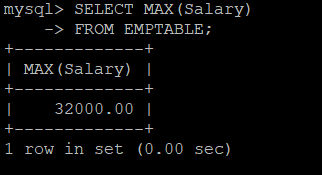 mysql> SELECT MAX(Salary)
    -> FROM EMPTABLE;
+-------------+
| MAX(Salary) |
+-------------+
|    32000.00 |
+-------------+
1 row in set (0.00 sec)